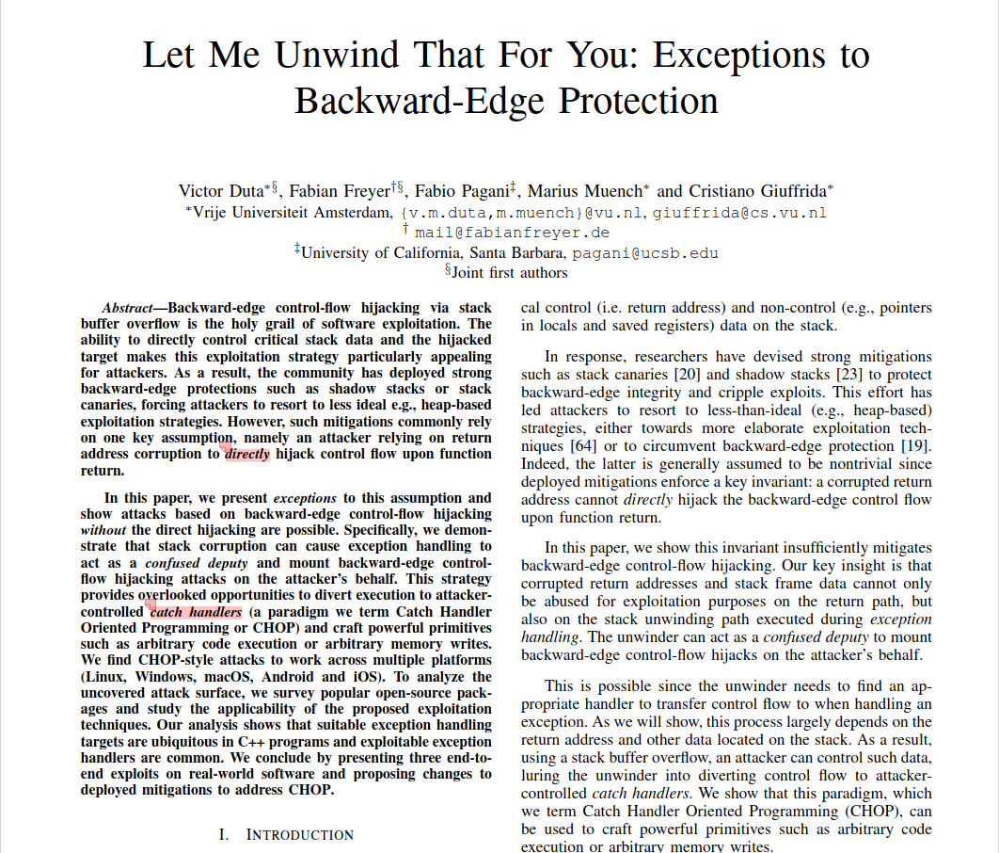 Let Me Unwind That For You: Exceptions to
Backward-Edge Protection
Victor Duta*§, Fabian Freyer†§, Fabio Pagani‡, Marius Muench* and Cristiano Giuffrida*
*Vrije Universiteit Amsterdam, {v.m.duta,m.muench}@vu.nl, giuffrida@cs.vu.nl
† mail@fabianfreyer.de
‡University of California, Santa Barbara, pagani@ucsb.edu
§Joint first authors
Abstract—Backward-edge control-flow hijacking via stack
buffer overflow is the holy grail of software exploitation. The
ability to directly control critical stack data and the hijacked
target makes this exploitation strategy particularly appealing
for attackers. As a result, the community has deployed strong
backward-edge protections such as shadow stacks or stack
canaries, forcing attackers to resort to less ideal e.g., heap-based
exploitation strategies. However, such mitigations commonly rely
on one key assumption, namely an attacker relying on return
address corruption to directly hijack control flow upon function
return.
In this paper, we present exceptions to this assumption and
show attacks based on backward-edge control-flow hijacking
without the direct hijacking are possible. Specifically, we demon-
strate that stack corruption can cause exception handling to
act as a confused deputy and mount backward-edge control-
flow hijacking attacks on the attacker's behalf. This strategy
provides overlooked opportunities to divert execution to attacker-
controlled catch handlers (a paradigm we term Catch Handler
Oriented Programming or CHOP) and craft powerful primitives
such as arbitrary code execution or arbitrary memory writes.
We find CHOP-style attacks to work across multiple platforms
(Linux, Windows, macOS, Android and iOS). To analyze the
uncovered attack surface, we survey popular open-source pack-
ages and study the applicability of the proposed exploitation
techniques. Our analysis shows that suitable exception handling
targets are ubiquitous in C++ programs and exploitable exception
handlers are common. We conclude by presenting three end-to-
end exploits on real-world software and proposing changes to
deployed mitigations to address CHOP.
I. INTRODUCTION
cal control (i.e. return address) and non-control (e.g., pointers
in locals and saved registers) data on the stack.
In response, researchers have devised strong mitigations
such as stack canaries [20] and shadow stacks [23] to protect
backward-edge integrity and cripple exploits. This effort has
led attackers to resort to less-than-ideal (e.g., heap-based)
strategies, either towards more elaborate exploitation tech-
niques [64] or to circumvent backward-edge protection [19].
Indeed, the latter is generally assumed to be nontrivial since
deployed mitigations enforce a key invariant: a corrupted return
address cannot directly hijack the backward-edge control flow
upon function return.
In this paper, we show this invariant insufficiently mitigates
backward-edge control-flow hijacking. Our key insight is that
corrupted return addresses and stack frame data cannot only
be abused for exploitation purposes on the return path, but
also on the stack unwinding path executed during exception
handling. The unwinder can act as a confused deputy to mount
backward-edge control-flow hijacks on the attacker's behalf.
This is possible since the unwinder needs to find an ap-
propriate handler to transfer control flow to when handling an
exception. As we will show, this process largely depends on the
return address and other data located on the stack. As a result,
using a stack buffer overflow, an attacker can control such data,
luring the unwinder into diverting control flow to attacker-
controlled catch handlers. We show that this paradigm, which
we term Catch Handler Oriented Programming (CHOP), can
be used to craft powerful primitives such as arbitrary code
execution or arbitrary memory writes.